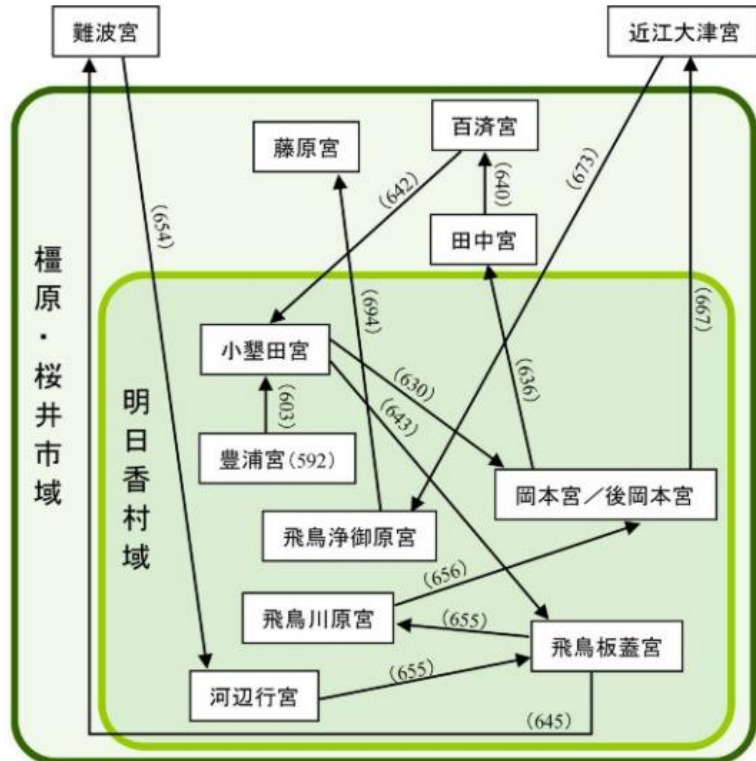 難波宮
近江大津宮
百済宮
藤原宮
(673)
(642)
(640)
(654)
田中宮
橿原・桜井市域
(694)
(667)
小墾田宮
(630)
(636)
明日香村域
(603)
(643)
豊浦宮(592)
岡本宮/後岡本宮
飛鳥浄御原宮
(656)
飛鳥川原宮
(655)
飛鳥板蓋宮
(655)
河辺行宮
(645)